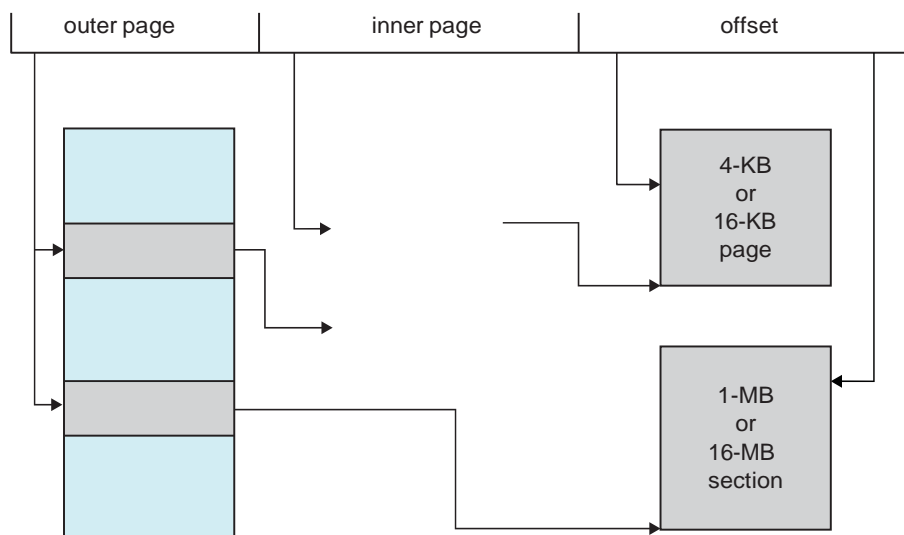 outer page
inner page
offset
4-KB
or
16-KB
page
1-MB
or
16-MB
section